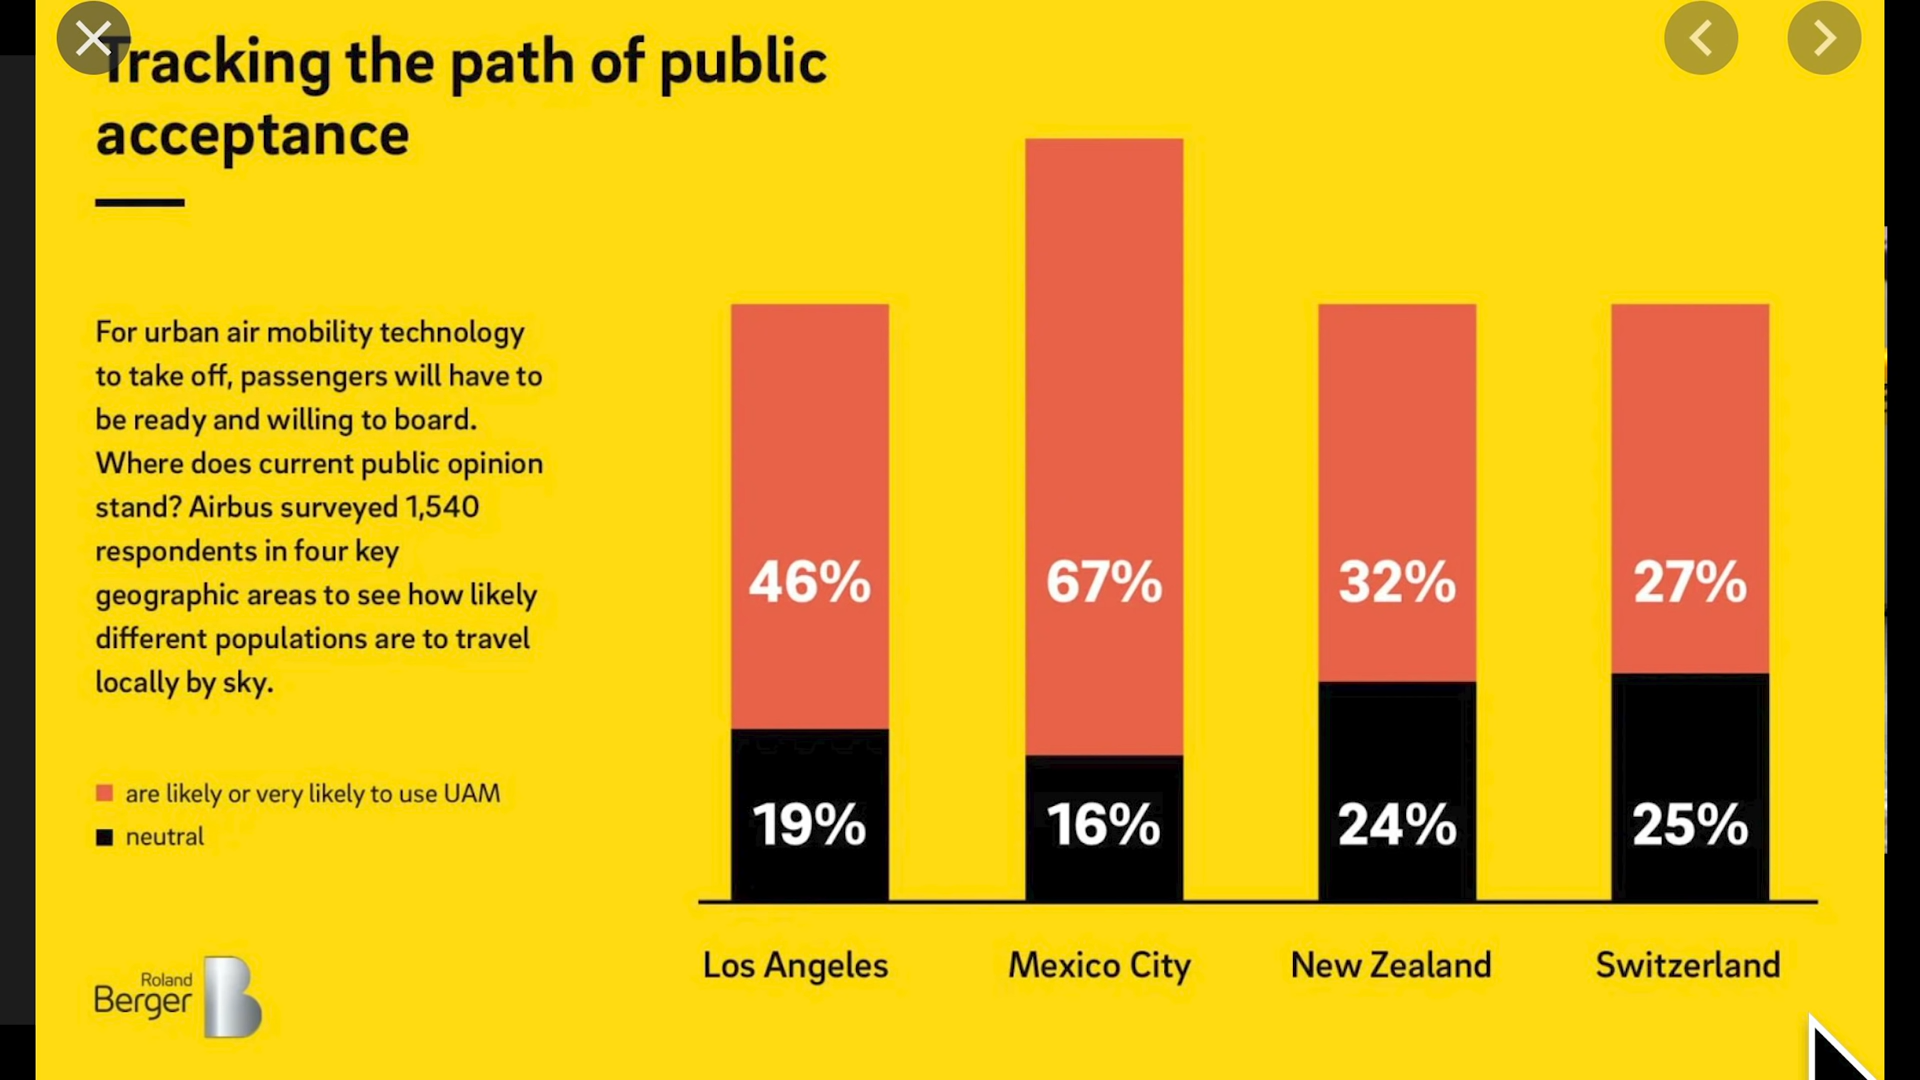 Tracking the path of public
acceptance
For urban air mobility technology
to take off, passengers will have to
be ready and willing to board.
Where does current public opinion
stand? Airbus surveyed 1,540
respondents in four key
geographic areas to see how likely
different populations are to travel
locally by sky.
are likely or very likely to use UAM
neutral
46% 67% 32% 27%
19% 16% 24% 25%
Los Angeles Mexico City New Zealand Switzerland
Roland
Berger B